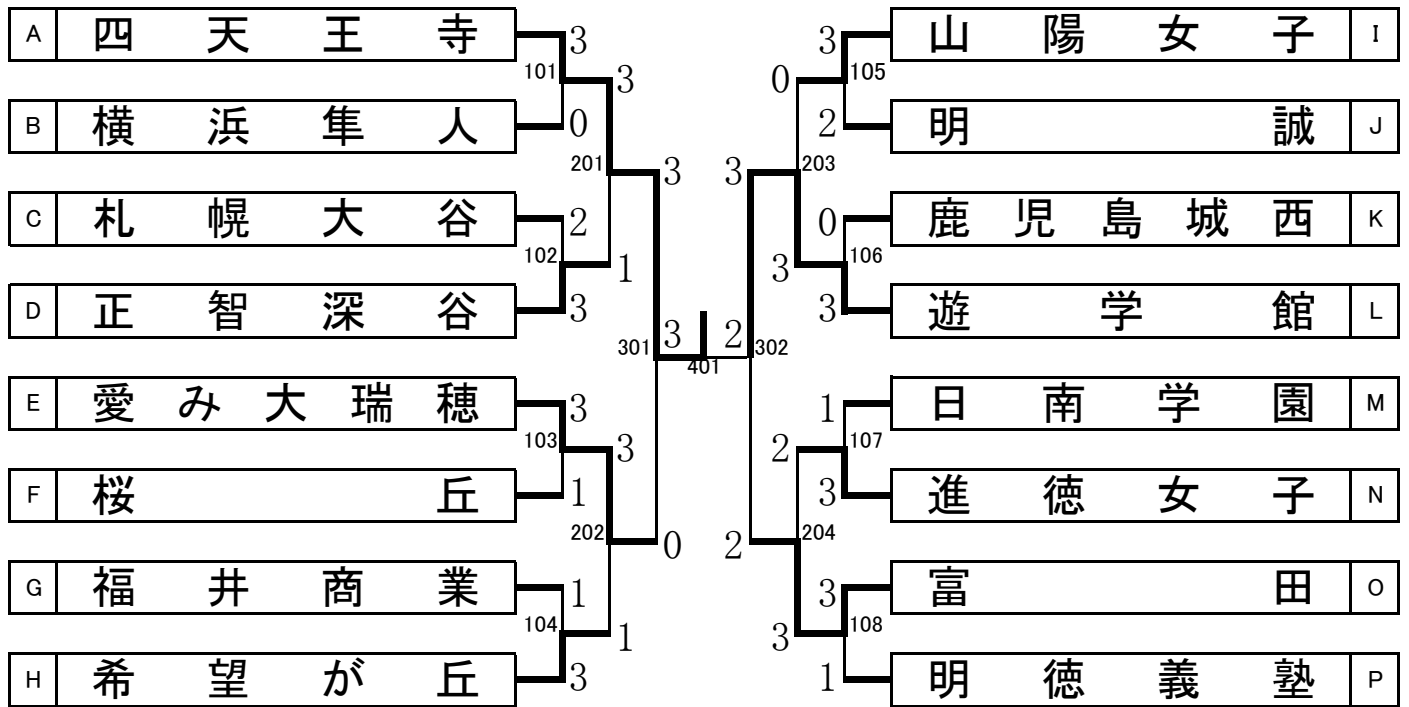 A 四天王寺 3
101 3
B 横浜隼人 0
201 3
C 札幌大谷 2
102 1
D 正智深谷 3
301 3
401
E 愛み大瑞穂 3
103 3
F 桜丘 1
202 0
G 福井商業 1
104 1
H 希望が丘 3
3 山陽女子 I
0 105
2 明誠 J
3 203
0 鹿児島城西 K
3 106
3 遊学館 L
2 302
1 日南学園 M
2 107
3 進徳女子 N
2 204
3 富田 O
3 108
1 明徳義塾 P